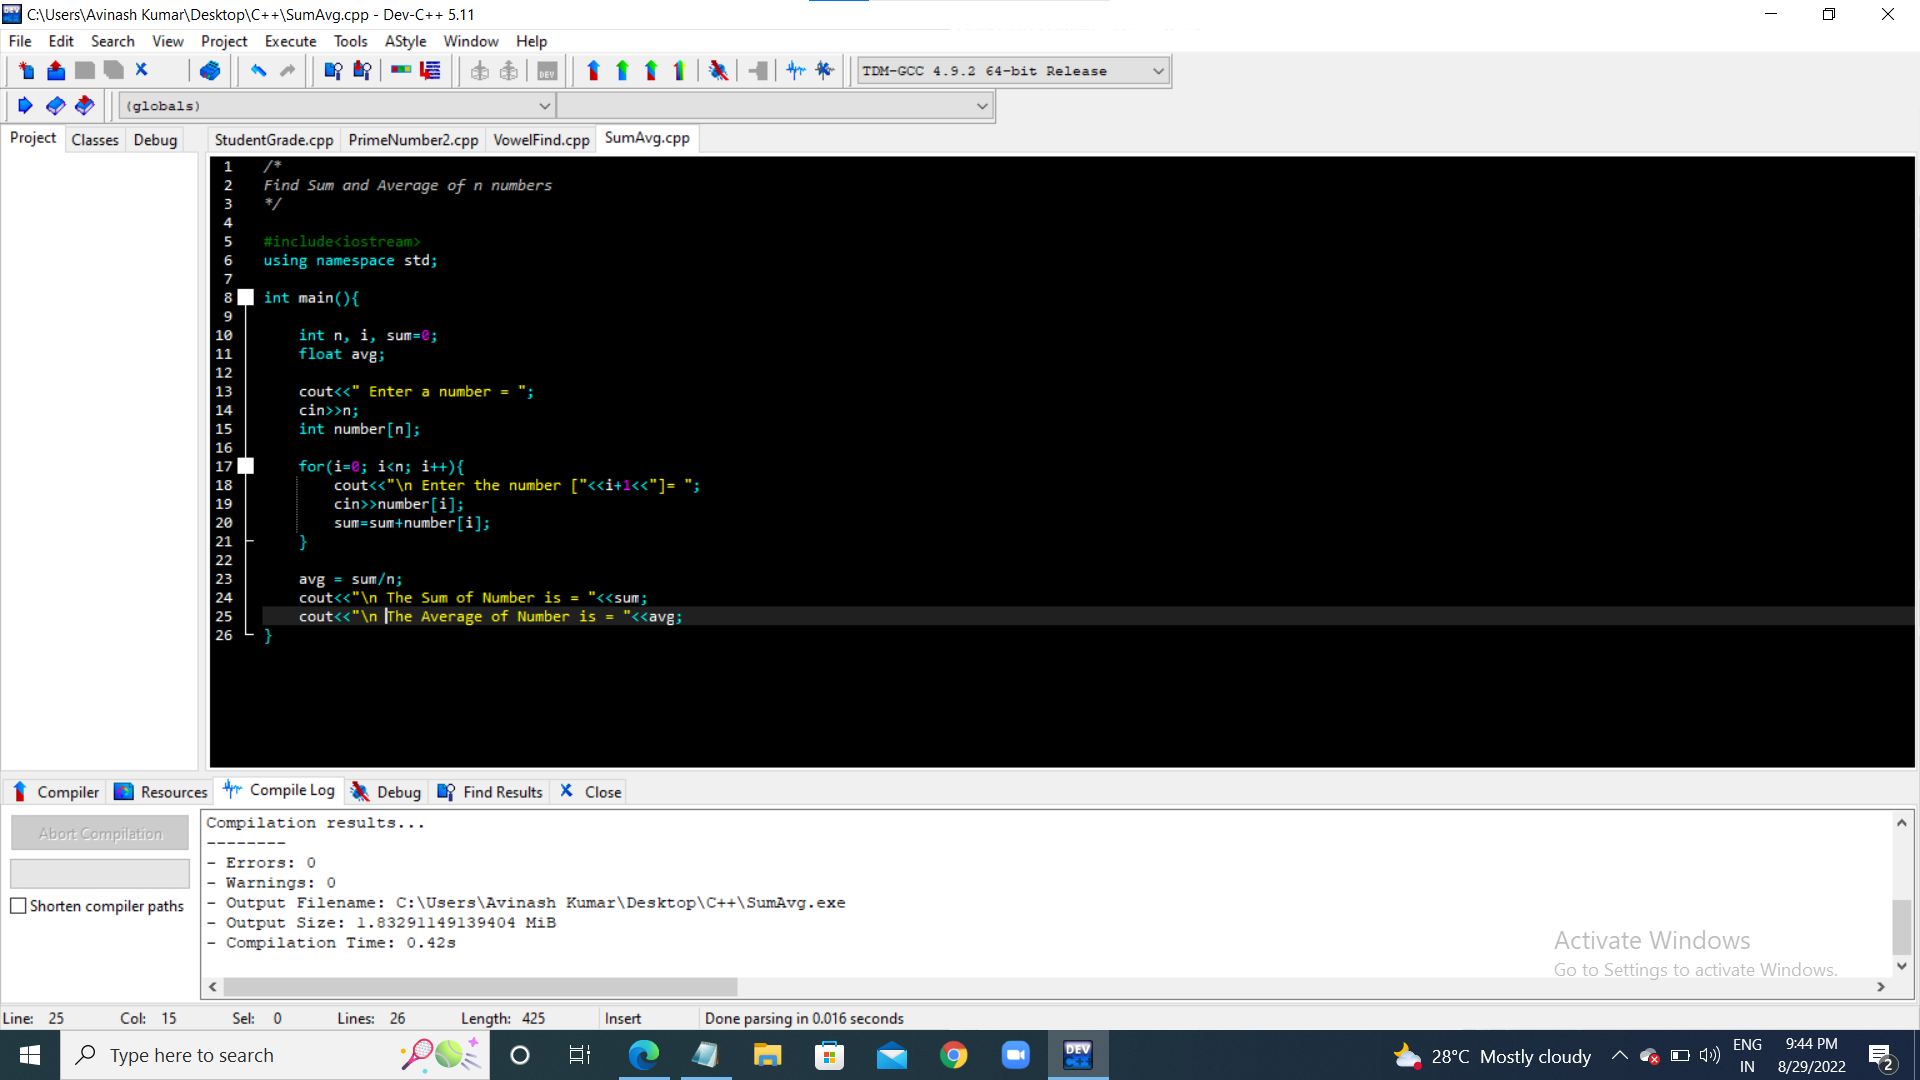 C:\Users\Avinash Kumar\Desktop\C++\SumAvg.cpp - Dev-C++ 5.11
File Edit Search View Project Execute Tools AStyle Window Help
TDM-GCC 4.9.2 64-bit Release
(globals)
Project Classes Debug
StudentGrade.cpp PrimeNumber2.cpp VowelFind.cpp SumAvg.cpp
1 /*
2 Find Sum and Average of n numbers
3 */
4
5 #include<iostream>
6 using namespace std;
7
8 int main(){
9
10 int n, i, sum=0;
11 float avg;
12
13 cout<<" Enter a number = ";
14 cin>>n;
15 int number[n];
16
17 for(i=0; i<n; i++){
18 cout<<"\n Enter the number ["<<i+1<<"]= ";
19 cin>>number[i];
20 sum=sum+number[i];
21 }
22
23 avg = sum/n;
24 cout<<"\n The Sum of Number is = "<<sum;
25 cout<<"\n The Average of Number is = "<<avg;
26 }
Compiler Resources Compile Log Debug Find Results Close
Abort Compilation
Shorten compiler paths
Compilation results...
--------
- Errors: 0
- Warnings: 0
- Output Filename: C:\Users\Avinash Kumar\Desktop\C++\SumAvg.exe
- Output Size: 1.83291149139404 MiB
- Compilation Time: 0.42s
Activate Windows
Go to Settings to activate Windows.
Line: 25 Col: 15 Sel: 0 Lines: 26 Length: 425 Insert Done parsing in 0.016 seconds
Type here to search
DEV
28°C Mostly cloudy
ENG
IN
9:44 PM
8/29/2022
2